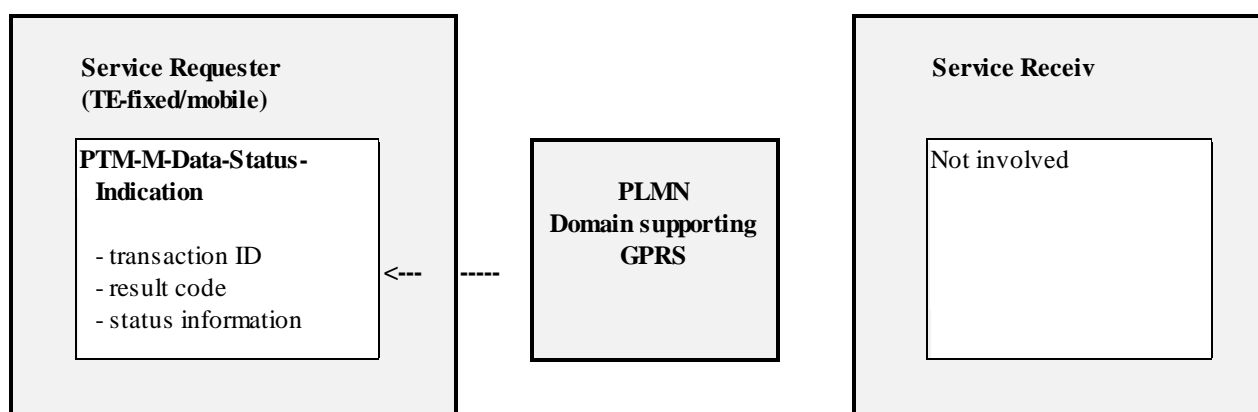 Service Requester
(TE-fixed/mobile)
PTM-M-Data-Status-
Indication
- transaction ID
- result code
- status information
<--- -----
PLMN
Domain supporting
GPRS
Service Receiv
Not involved